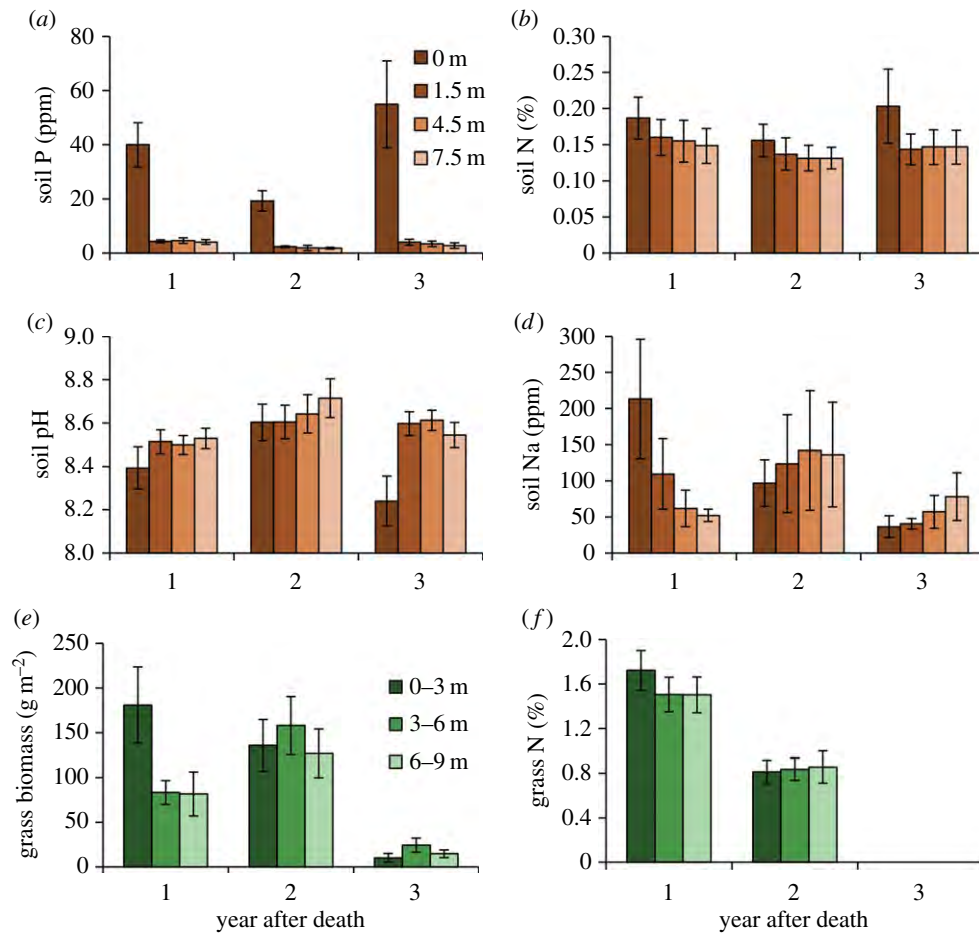 (a)
80
60
40
20
0
soil P (ppm)
0 m
1.5 m
4.5 m
7.5 m
1 2 3
(b)
0.30
0.25
0.20
0.15
0.10
0.05
0
soil N (%)
1 2 3
(c)
9.0
8.8
8.6
8.4
8.2
8.0
soil pH
1 2 3
(d)
300
250
200
150
100
50
0
soil Na (ppm)
1 2 3
(e)
250
200
150
100
50
0
grass biomass (g m⁻²)
0–3 m
3–6 m
6–9 m
1 2 3
year after death
(f)
2.0
1.6
1.2
0.8
0.4
0
grass N (%)
1 2 3
year after death